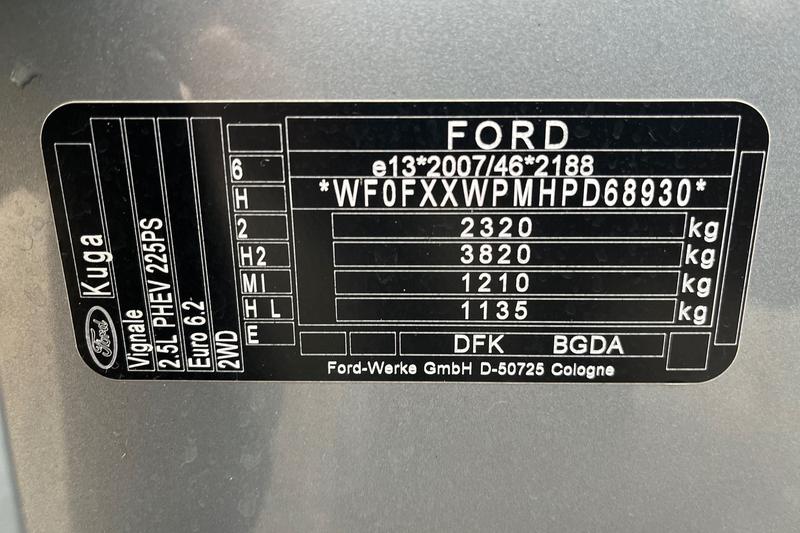 FORD
e13*2007/46*2188
*WF0FXXWPMHPD68930*
2320 kg
3820 kg
1210 kg
1135 kg
DFK BGDA
Ford-Werke GmbH D-50725 Cologne
6
H
2
H2
MI
H L
E
Ford
Kuga
Vignale
2.5L PHEV 225PS
Euro 6.2
2WD